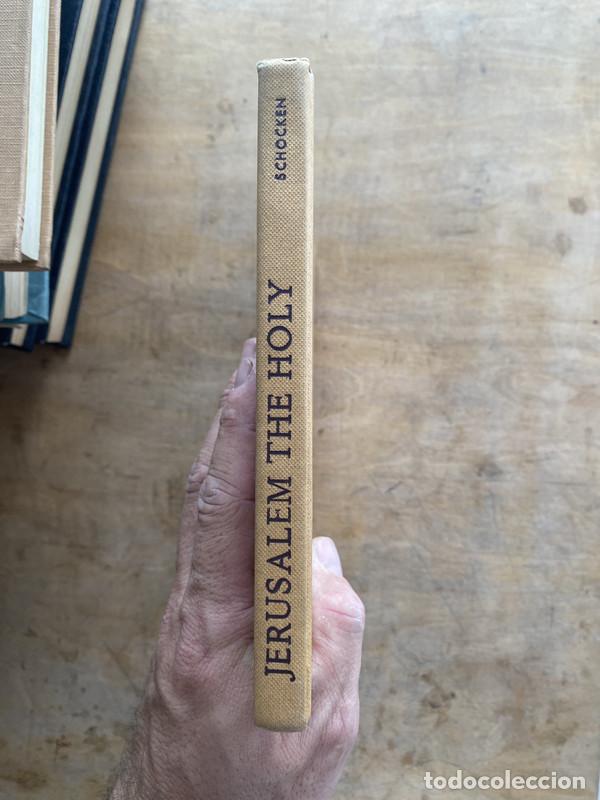 JERUSALEM THE HOLY
SCHOCKEN
todocoleccion